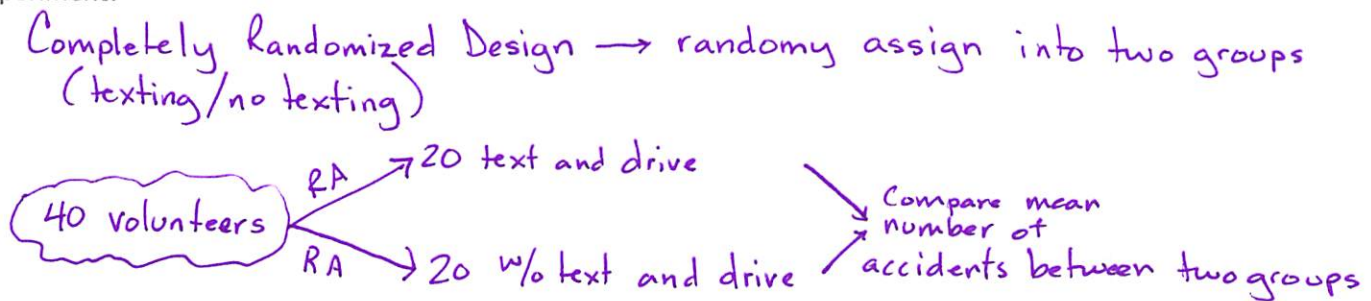 Completely Randomized Design → randomy assign into two groups
(texting/no texting)
40 volunteers
RA
20 text and drive
RA
20 w/o text and drive
Compare mean
number of
accidents between two groups